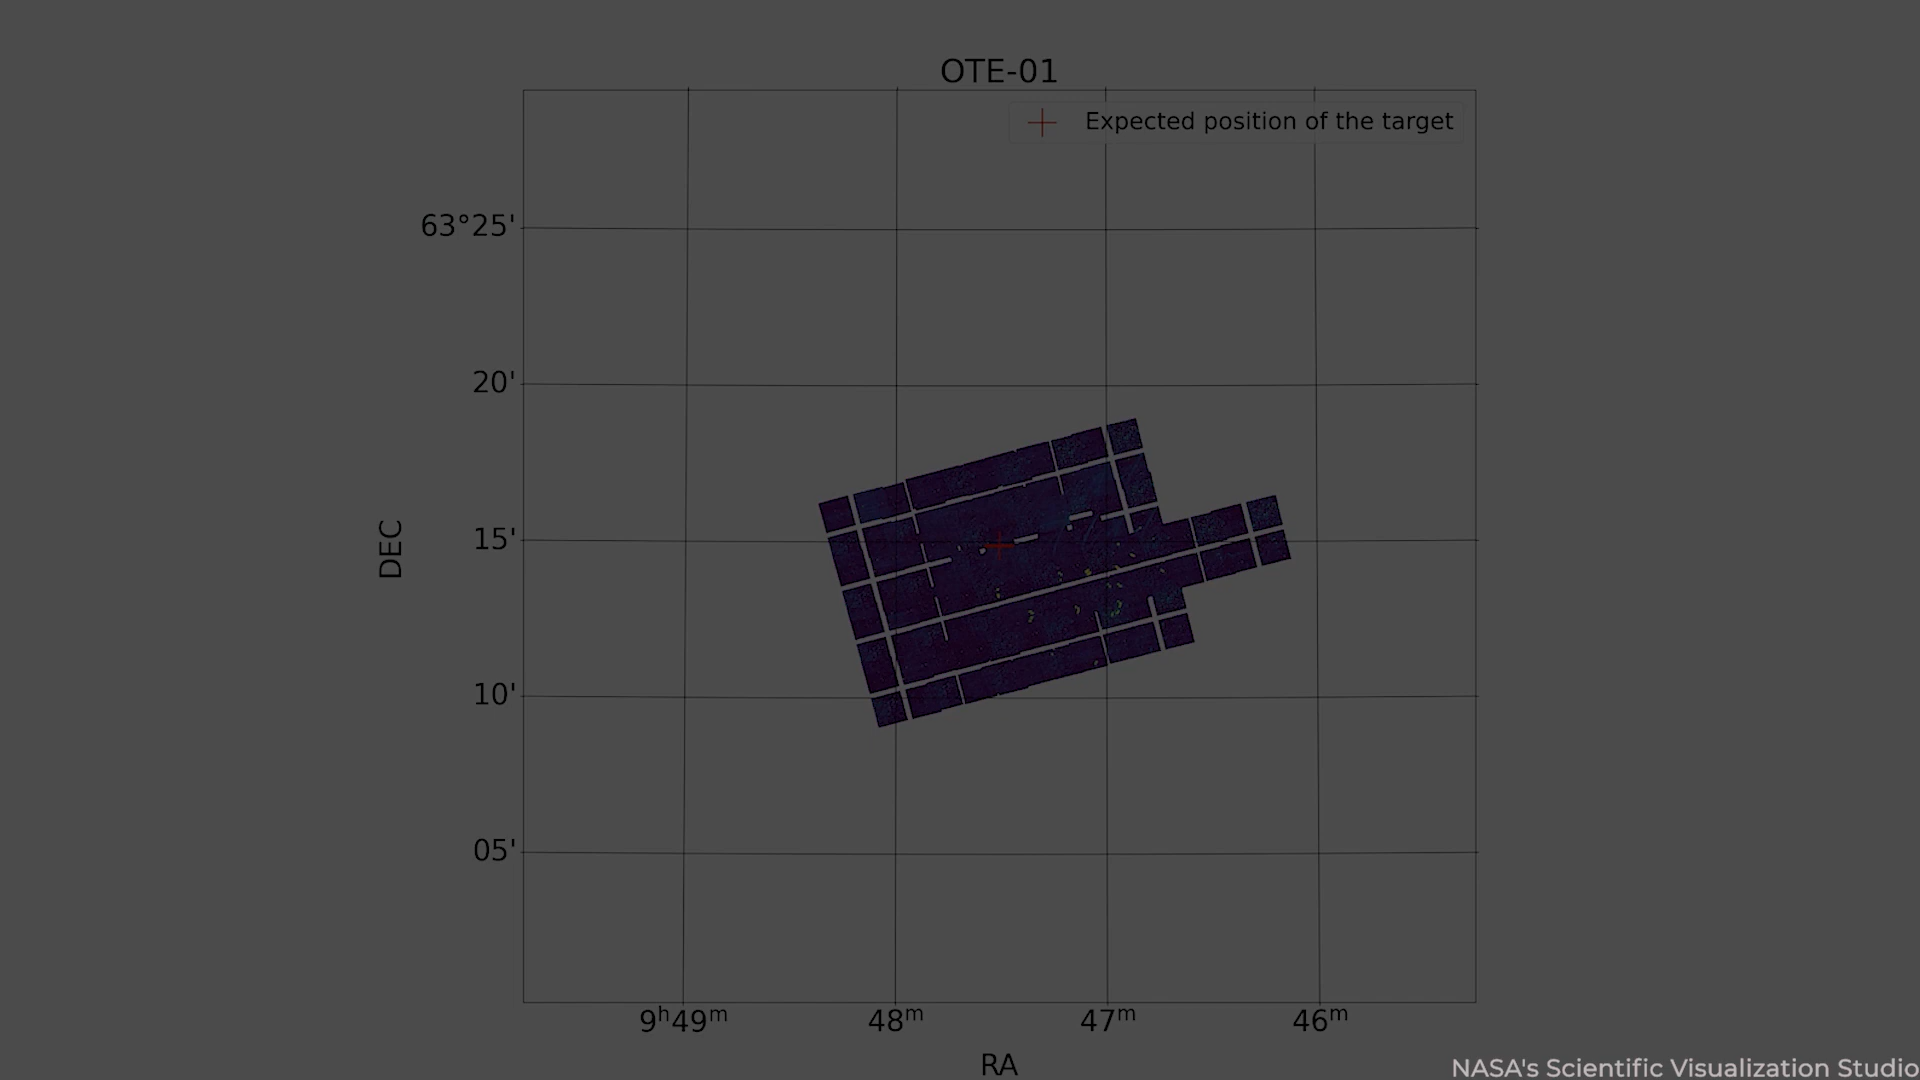 OTE-01
Expected position of the target
63°25'
20'
15'
10'
05'
DEC
9ʰ49ᵐ 48ᵐ 47ᵐ 46ᵐ
RA
NASA's Scientific Visualization Studio